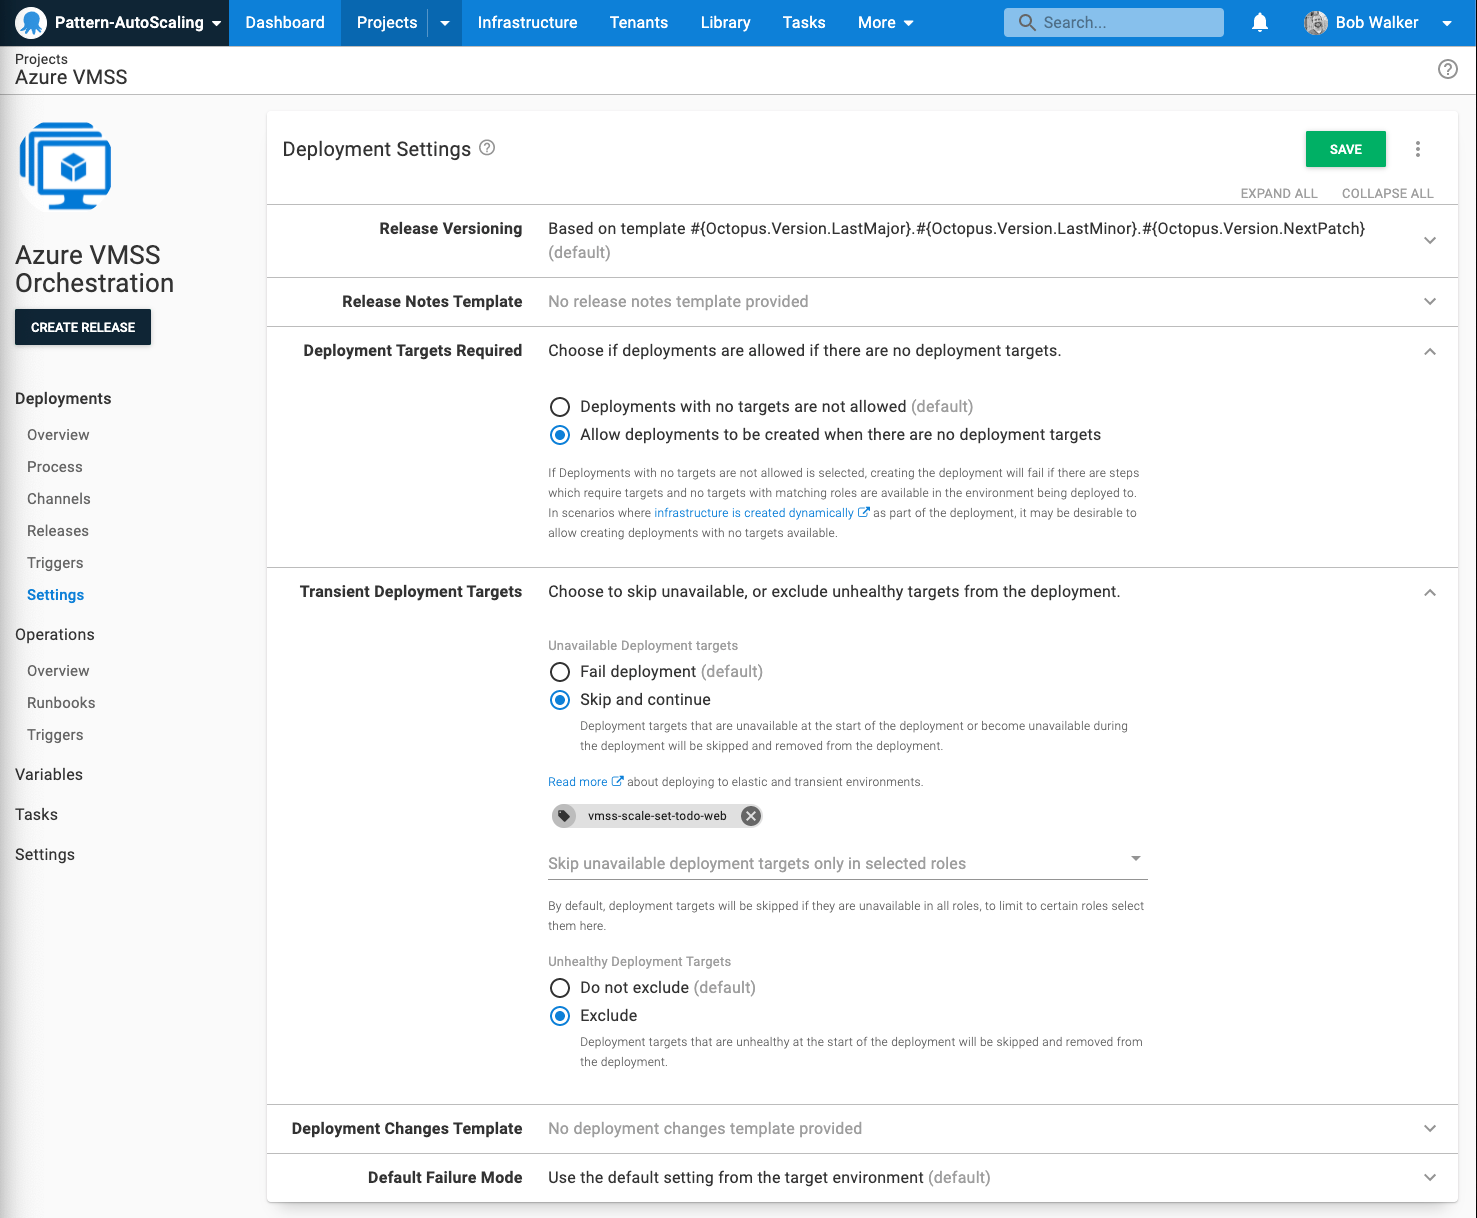 Pattern-AutoScaling Dashboard Projects Infrastructure Tenants Library Tasks More Search... Bob Walker
Projects
Azure VMSS
Azure VMSS
Orchestration
CREATE RELEASE
Deployments
Overview
Process
Channels
Releases
Triggers
Settings
Operations
Overview
Runbooks
Triggers
Variables
Tasks
Settings
Deployment Settings
SAVE
EXPAND ALL COLLAPSE ALL
Release Versioning Based on template #{Octopus.Version.LastMajor}.#{Octopus.Version.LastMinor}.#{Octopus.Version.NextPatch}
(default)
Release Notes Template No release notes template provided
Deployment Targets Required Choose if deployments are allowed if there are no deployment targets.
Deployments with no targets are not allowed (default)
Allow deployments to be created when there are no deployment targets
If Deployments with no targets are not allowed is selected, creating the deployment will fail if there are steps
which require targets and no targets with matching roles are available in the environment being deployed to.
In scenarios where infrastructure is created dynamically as part of the deployment, it may be desirable to
allow creating deployments with no targets available.
Transient Deployment Targets Choose to skip unavailable, or exclude unhealthy targets from the deployment.
Unavailable Deployment targets
Fail deployment (default)
Skip and continue
Deployment targets that are unavailable at the start of the deployment or become unavailable during
the deployment will be skipped and removed from the deployment.
Read more about deploying to elastic and transient environments.
vmss-scale-set-todo-web
Skip unavailable deployment targets only in selected roles
By default, deployment targets will be skipped if they are unavailable in all roles, to limit to certain roles select
them here.
Unhealthy Deployment Targets
Do not exclude (default)
Exclude
Deployment targets that are unhealthy at the start of the deployment will be skipped and removed from
the deployment.
Deployment Changes Template No deployment changes template provided
Default Failure Mode Use the default setting from the target environment (default)